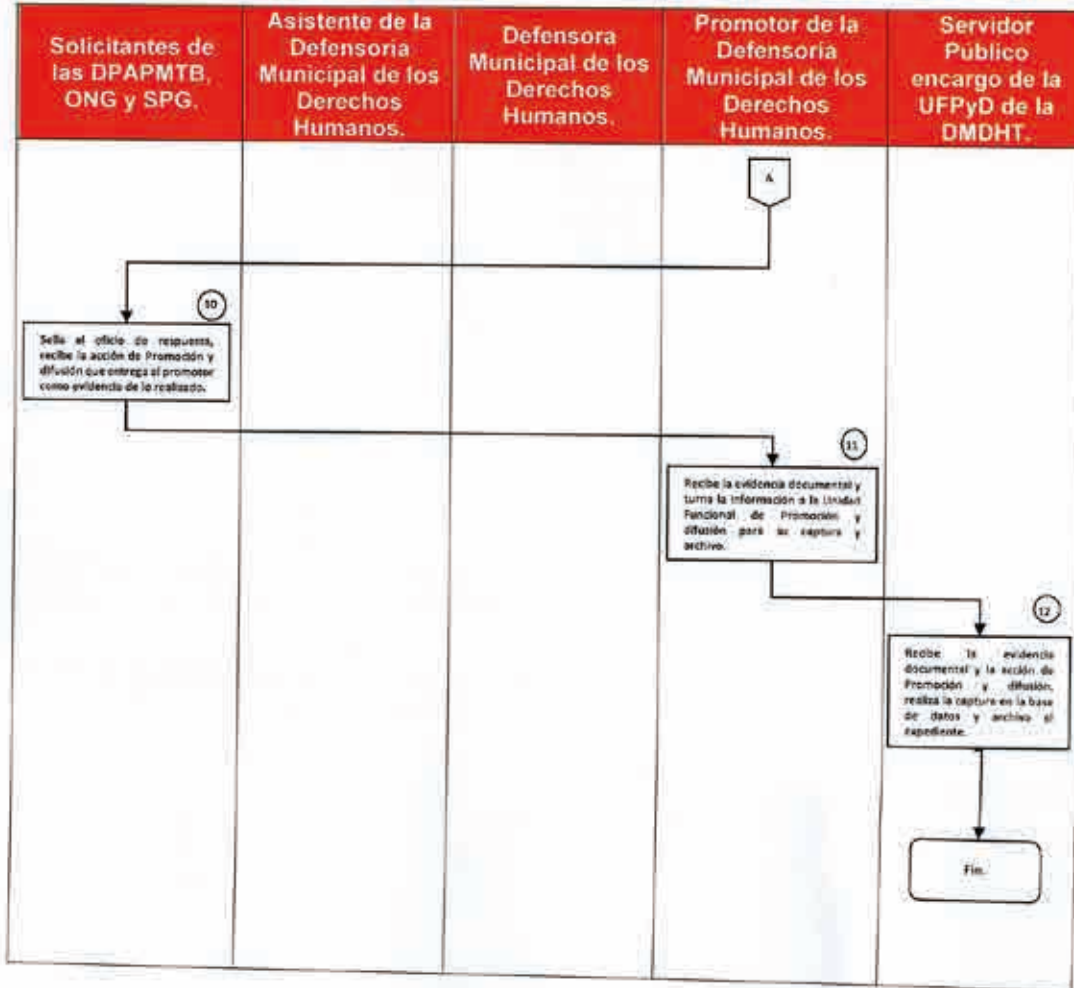 Solicitantes de
las DPAPMTB,
ONG y SPG.
Asistente de la
Defensoria
Municipal de los
Derechos
Humanos.
Defensora
Municipal de los
Derechos
Humanos.
Promotor de la
Defensoria
Municipal de los
Derechos
Humanos.
Servidor
Publico
encargo de la
UFPyD de la
DMDHT.
A
10
Sella el oficio de respuesta,
recibe la acción de Promoción y
difusión que entrega al promotor
como evidencia de lo realizado.
11
Recibe la evidencia documental y
turna la información a la Unidad
Funcional de Promoción y
difusión para su captura y
archivo.
12
Recibe la evidencia
documental y la acción de
Promoción y difusión,
realiza la captura en la base
de datos y archiva el
expediente.
Fin.